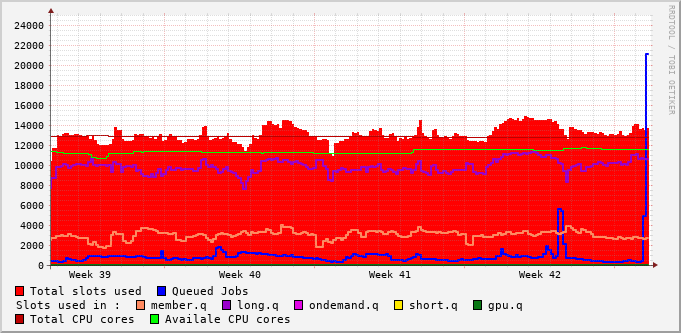 24000
22000
20000
18000
16000
14000
12000
10000
8000
6000
4000
2000
0
Week 39 Week 40 Week 41 Week 42
Total slots used Queued Jobs
Slots used in : member.q long.q ondemand.q short.q gpu.q
Total CPU cores Availale CPU cores
RRDTOOL / TOBI OETIKER